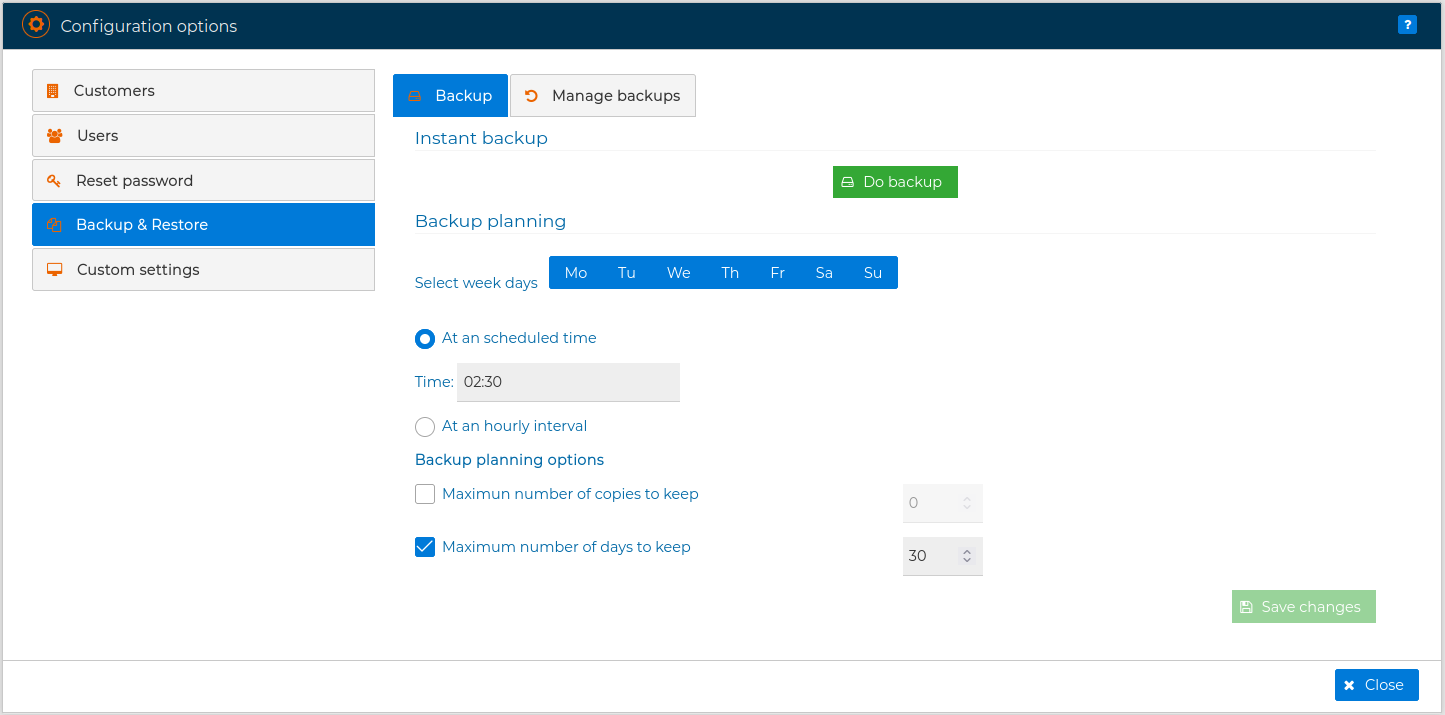 Configuration options
?
Customers
Users
Reset password
Backup & Restore
Custom settings
Backup
Manage backups
Instant backup
Do backup
Backup planning
Select week days
Mo Tu We Th Fr Sa Su
At an scheduled time
Time: 02:30
At an hourly interval
Backup planning options
Maximun number of copies to keep 0
Maximum number of days to keep 30
Save changes
Close